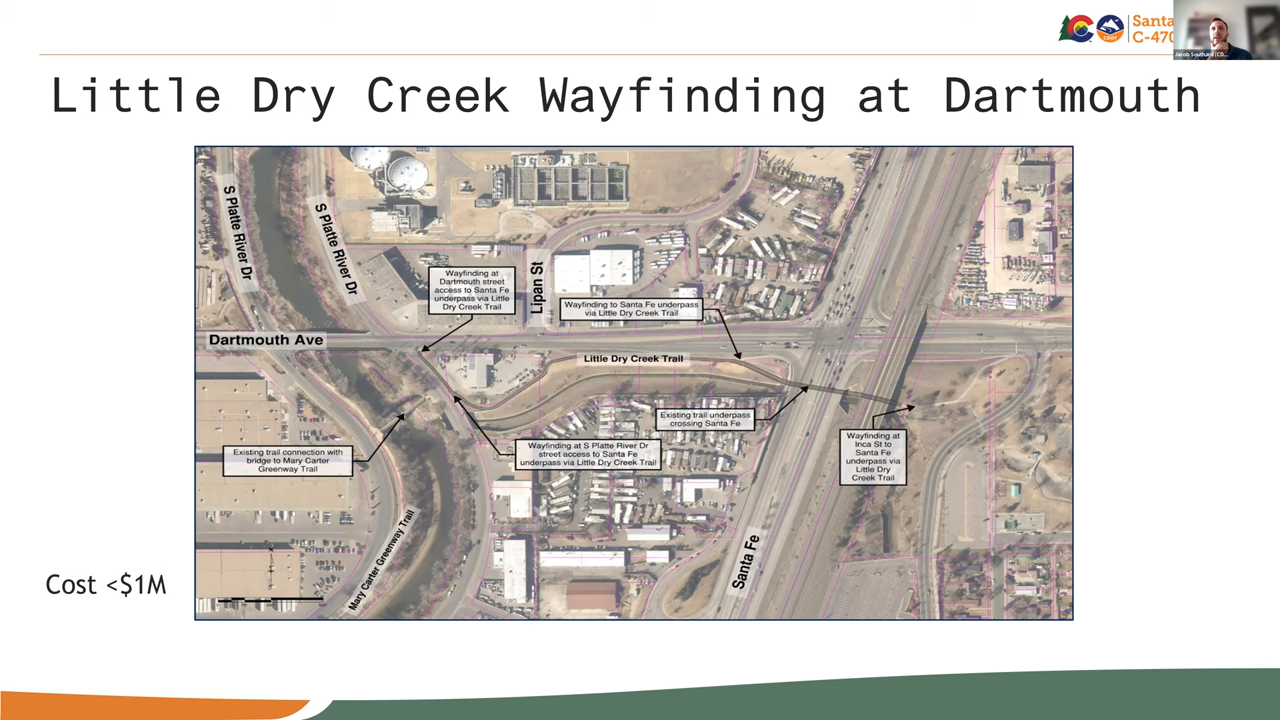 Santa
C-470
Jacob Southard (CD...
Little Dry Creek Wayfinding at Dartmouth
S Platte River Dr
S Platte River Dr
Wayfinding at
Dartmouth street
access to Santa Fe
underpass via Little
Dry Creek Trail
Lipan St
Wayfinding to Santa Fe underpass
via Little Dry Creek Trail
Dartmouth Ave
Little Dry Creek Trail
Existing trail underpass
crossing Santa Fe
Existing trail connection with
bridge to Mary Carter
Greenway Trail
Wayfinding at S Platte River Dr
street access to Santa Fe
underpass via Little Dry Creek Trail
Wayfinding at
Inca St to
Santa Fe
underpass via
Little Dry
Creek Trail
Mary Carter Greenway Trail
Santa Fe
Cost <$1M